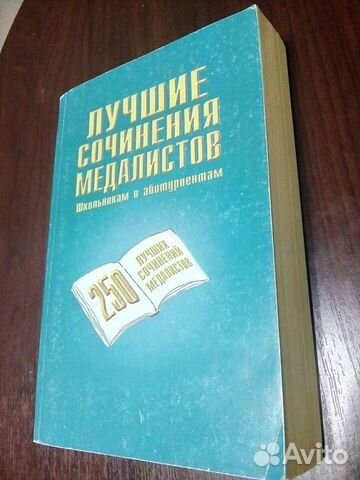 ЛУЧШИЕ
СОЧИНЕНИЯ
МЕДАЛИСТОВ
Школьникам и абитуриентам
250
ЛУЧШИХ
СОЧИНЕНИЙ
МЕДАЛИСТОВ
Avito